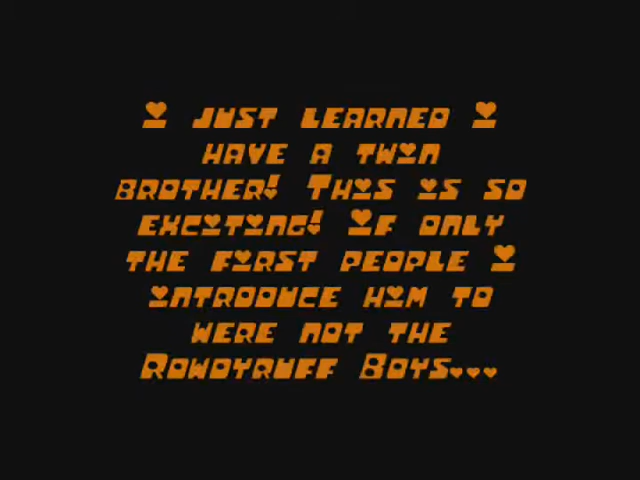 I just learned I
have a twin
brother! This is so
exciting! If only
the first people I
introduce him to
were not the
Rowdyruff Boys...